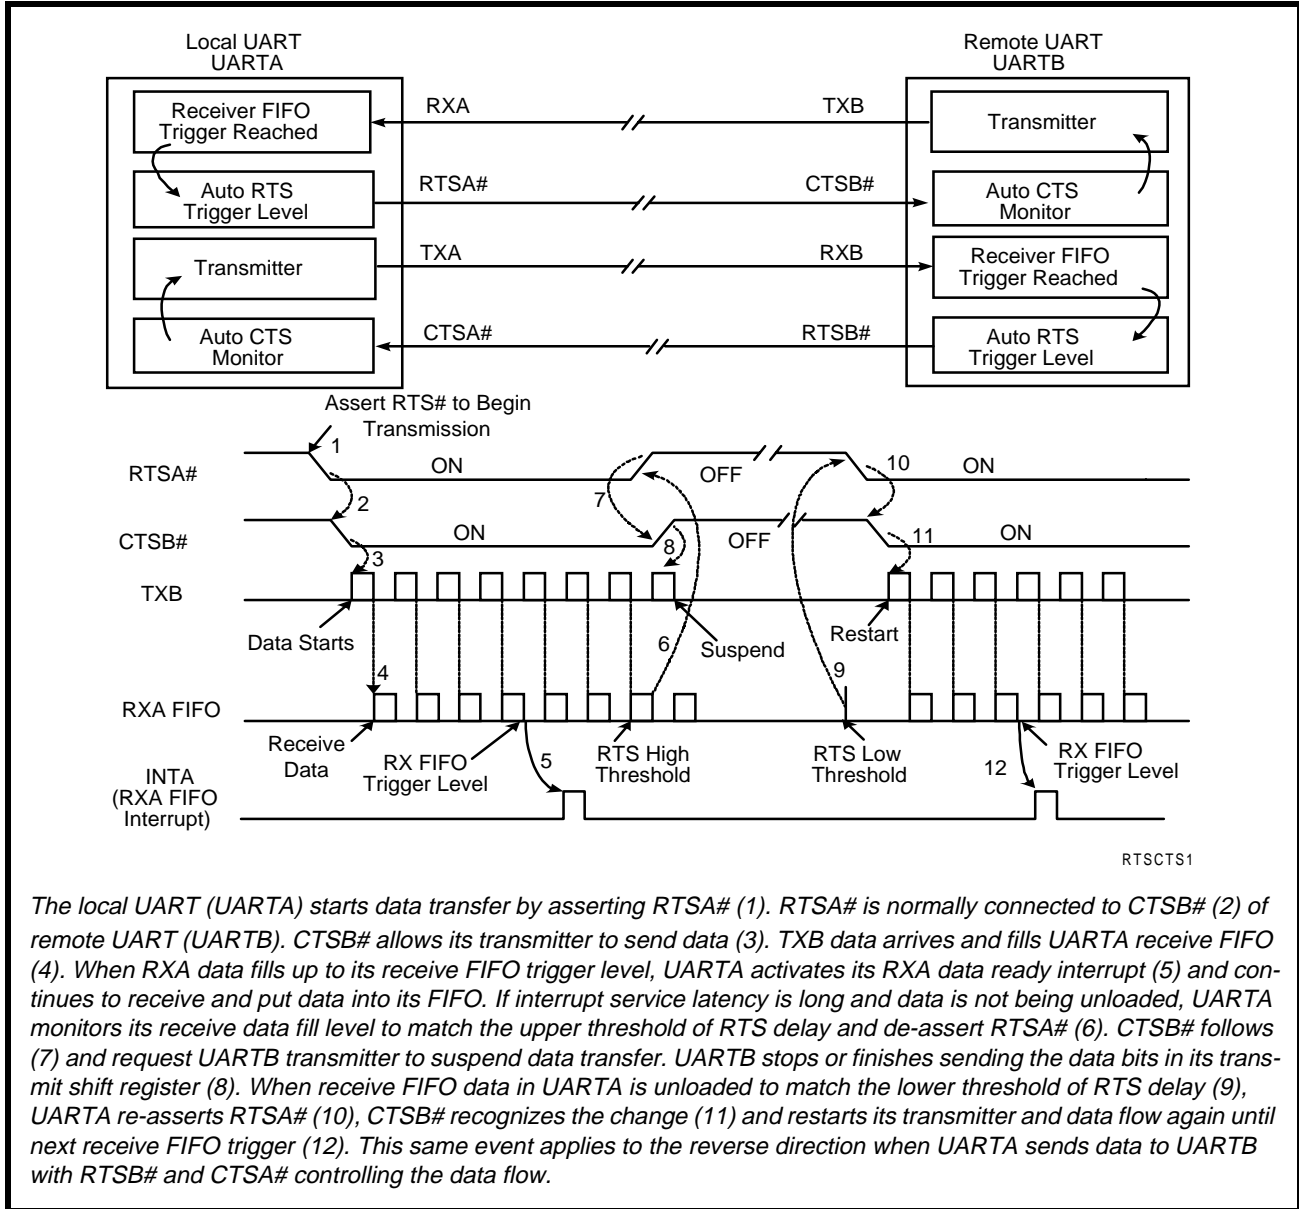 Local UART
UARTA
Remote UART
UARTB
Receiver FIFO
Trigger Reached
RXA
TXB
Transmitter
Auto RTS
Trigger Level
RTSA#
CTSB#
Auto CTS
Monitor
Transmitter
TXA
RXB
Receiver FIFO
Trigger Reached
Auto CTS
Monitor
CTSA#
RTSB#
Auto RTS
Trigger Level
Assert RTS# to Begin
Transmission
1
RTSA#
ON
OFF
10
ON
2
7
CTSB#
ON
8
OFF
11
ON
3
TXB
Data Starts
6
Suspend
Restart
4
9
RXA FIFO
Receive
Data
RX FIFO
Trigger Level
5
RTS High
Threshold
RTS Low
Threshold
12
RX FIFO
Trigger Level
INTA
(RXA FIFO
Interrupt)
RTSCTS1
The local UART (UARTA) starts data transfer by asserting RTSA# (1). RTSA# is normally connected to CTSB# (2) of
remote UART (UARTB). CTSB# allows its transmitter to send data (3). TXB data arrives and fills UARTA receive FIFO
(4). When RXA data fills up to its receive FIFO trigger level, UARTA activates its RXA data ready interrupt (5) and con-
tinues to receive and put data into its FIFO. If interrupt service latency is long and data is not being unloaded, UARTA
monitors its receive data fill level to match the upper threshold of RTS delay and de-assert RTSA# (6). CTSB# follows
(7) and request UARTB transmitter to suspend data transfer. UARTB stops or finishes sending the data bits in its trans-
mit shift register (8). When receive FIFO data in UARTA is unloaded to match the lower threshold of RTS delay (9),
UARTA re-asserts RTSA# (10), CTSB# recognizes the change (11) and restarts its transmitter and data flow again until
next receive FIFO trigger (12). This same event applies to the reverse direction when UARTA sends data to UARTB
with RTSB# and CTSA# controlling the data flow.